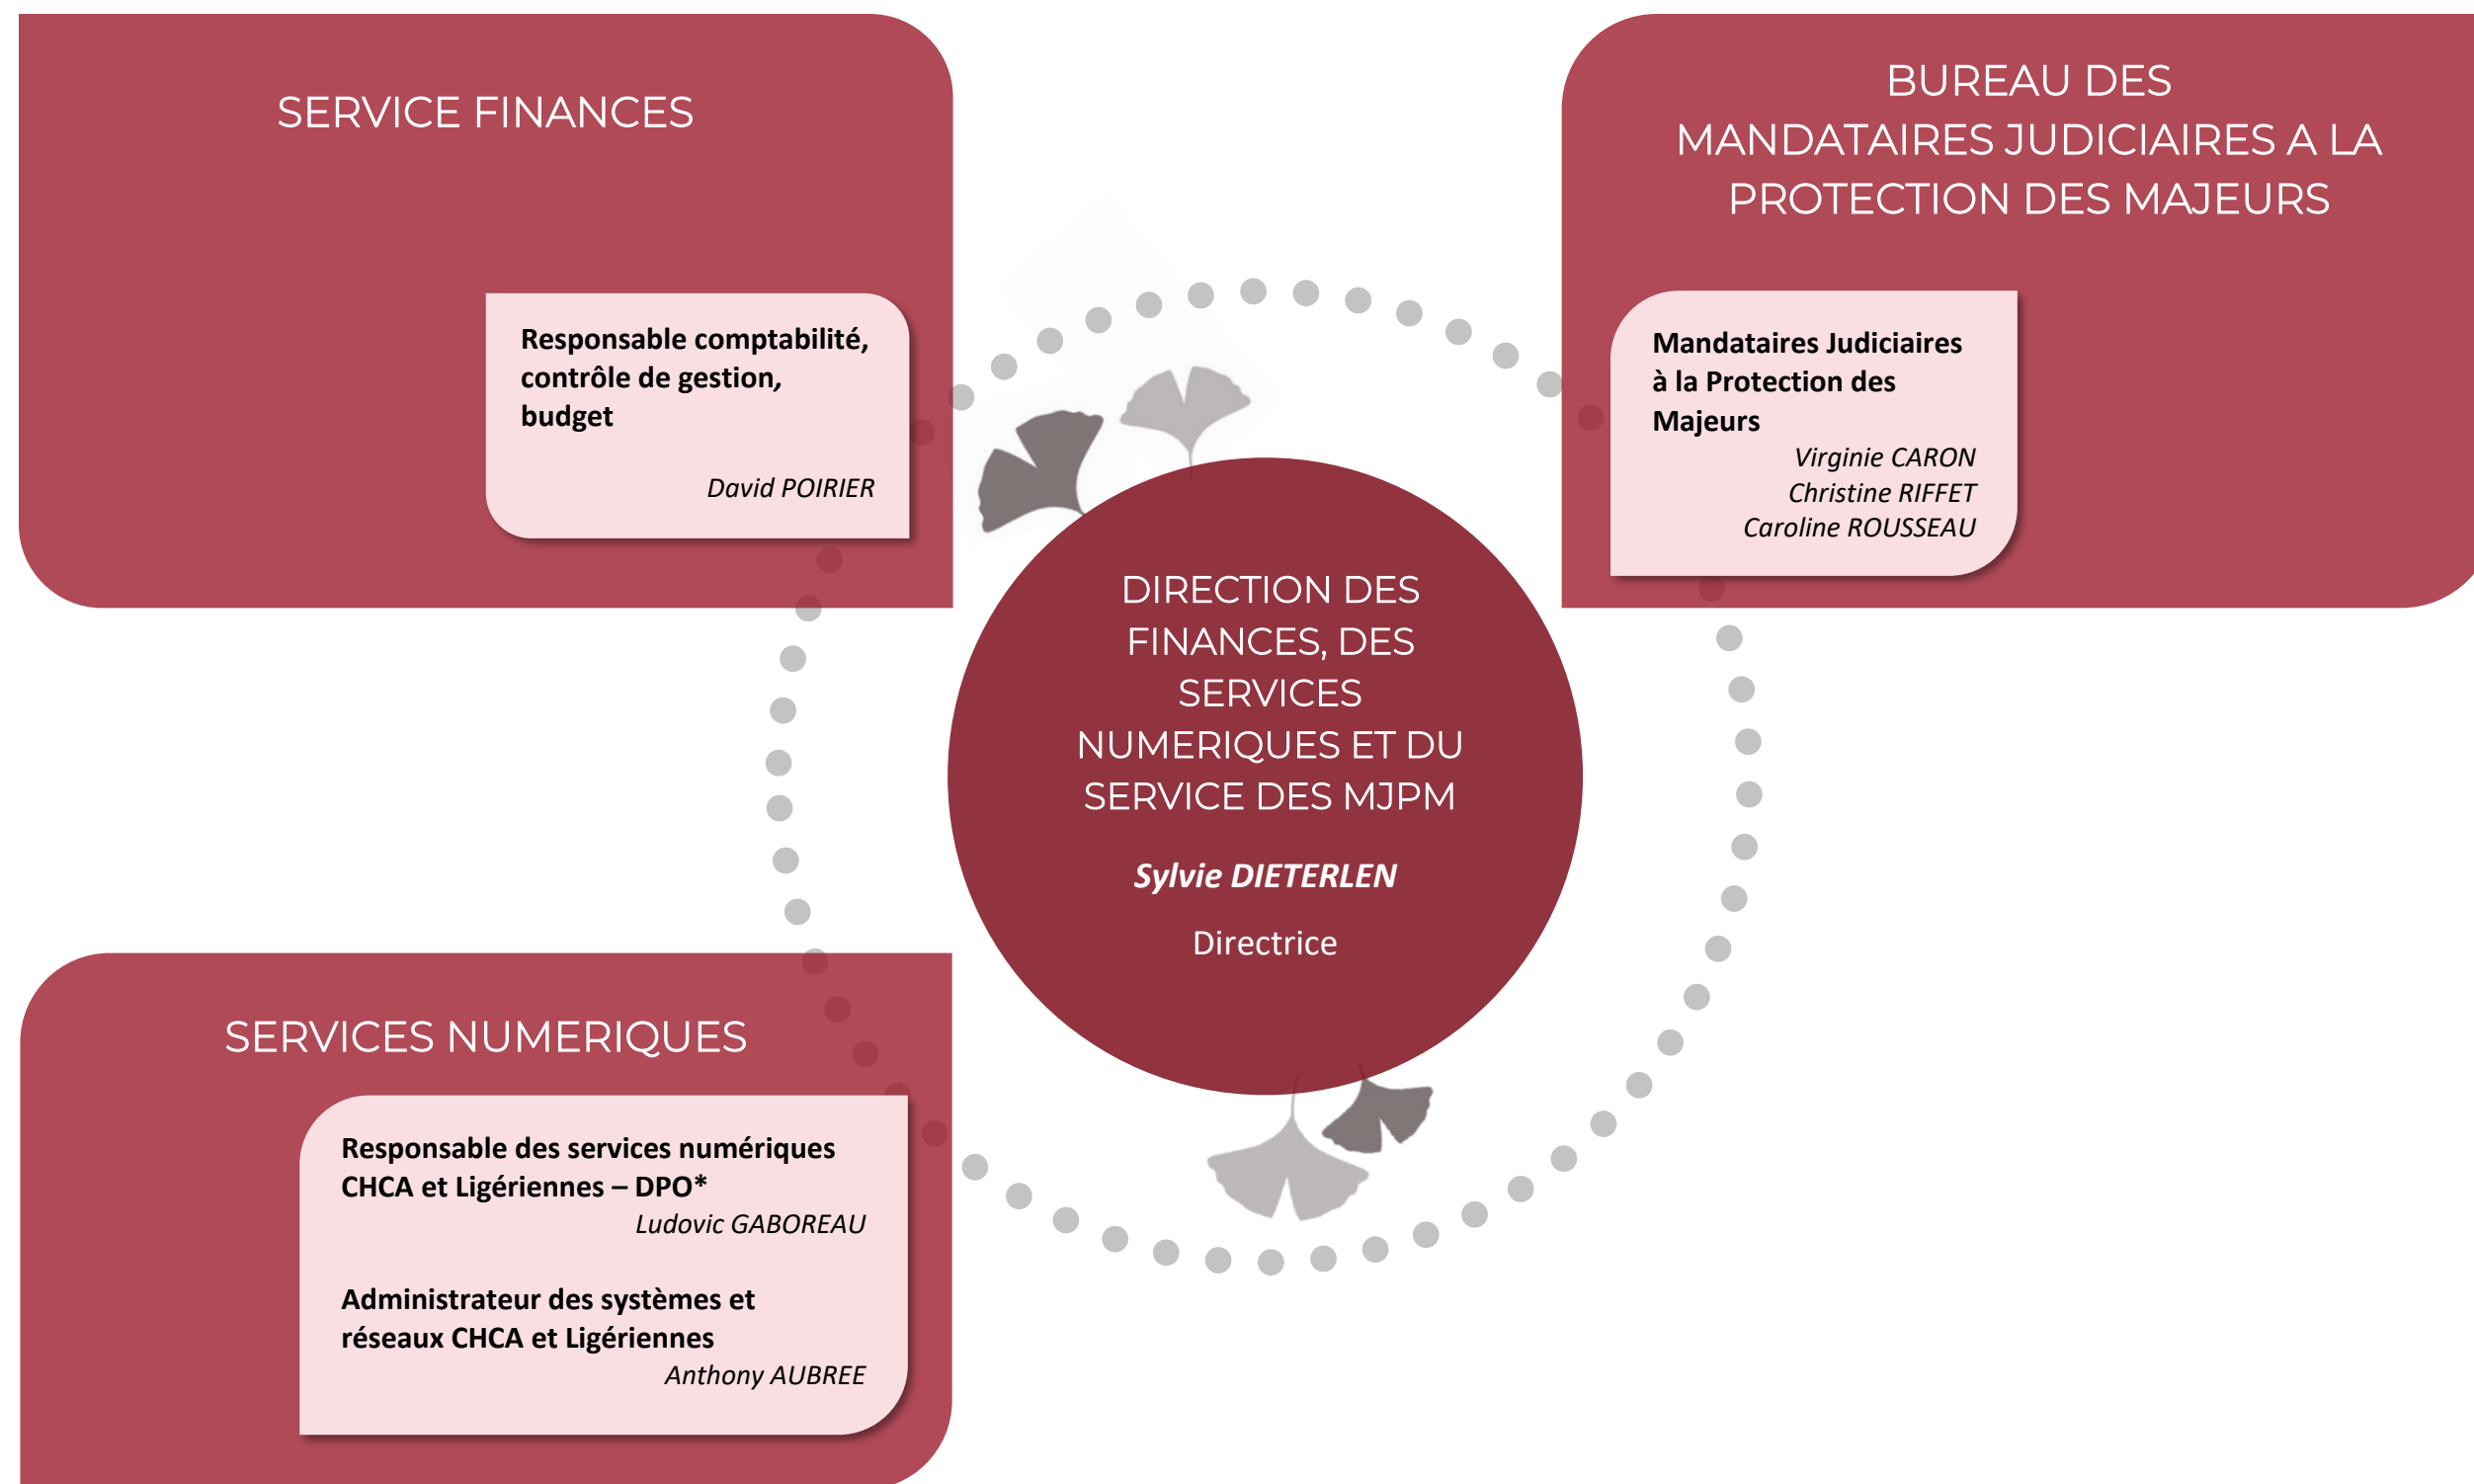 SERVICE FINANCES
Responsable comptabilité,
contrôle de gestion,
budget
David POIRIER
BUREAU DES
MANDATAIRES JUDICIAIRES A LA
PROTECTION DES MAJEURS
Mandataires Judiciaires
à la Protection des
Majeurs
Virginie CARON
Christine RIFFET
Caroline ROUSSEAU
DIRECTION DES
FINANCES, DES
SERVICES
NUMERIQUES ET DU
SERVICE DES MJPM
Sylvie DIETERLEN
Directrice
SERVICES NUMERIQUES
Responsable des services numériques
CHCA et Ligériennes – DPO*
Ludovic GABOREAU
Administrateur des systèmes et
réseaux CHCA et Ligériennes
Anthony AUBREE